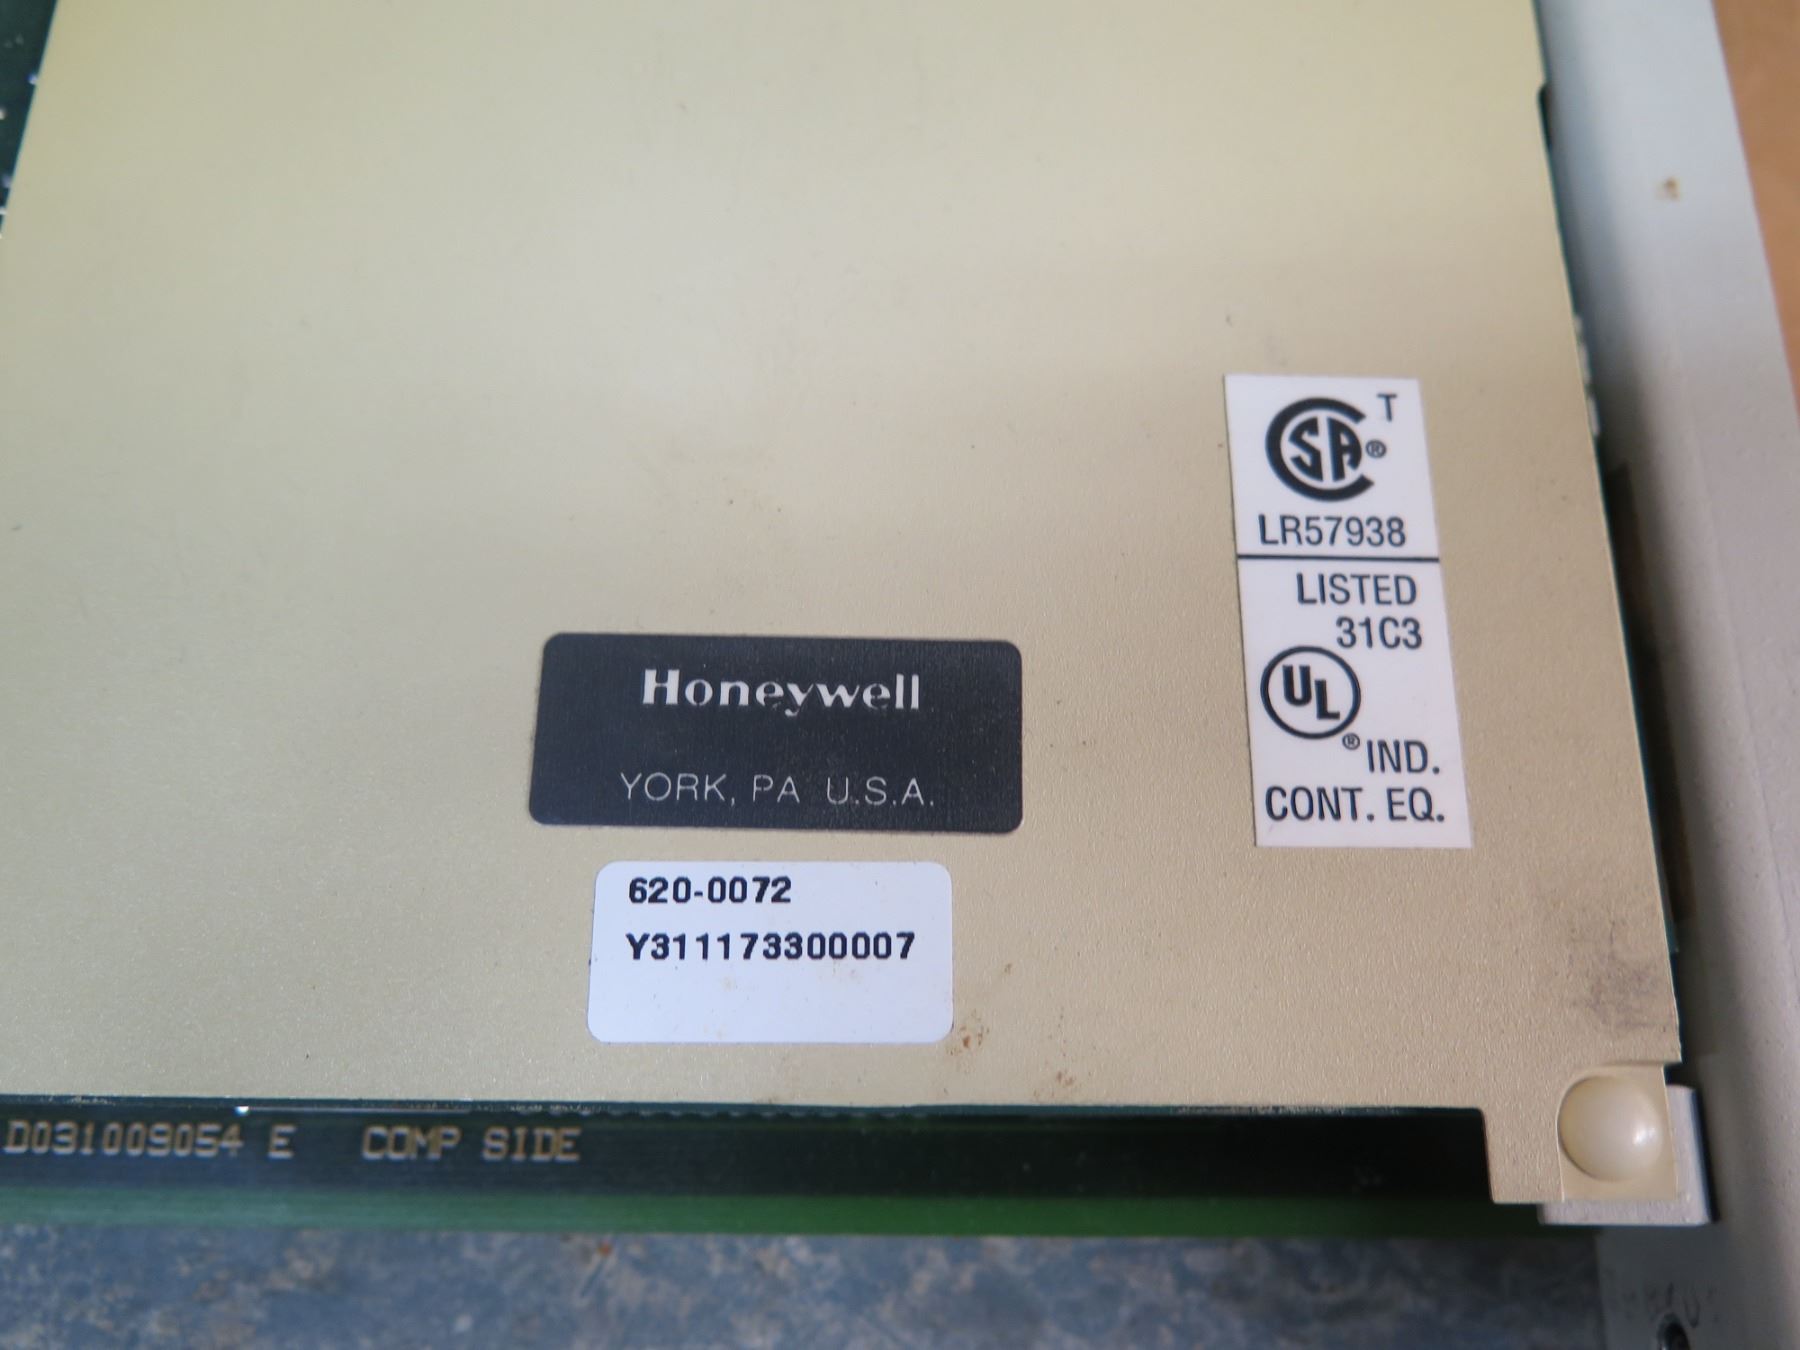 CSA® T
LR57938
LISTED
31C3
UL®
IND.
CONT. EQ.
Honeywell
YORK, PA U.S.A.
620-0072
Y311173300007
D031009054 E COMP SIDE